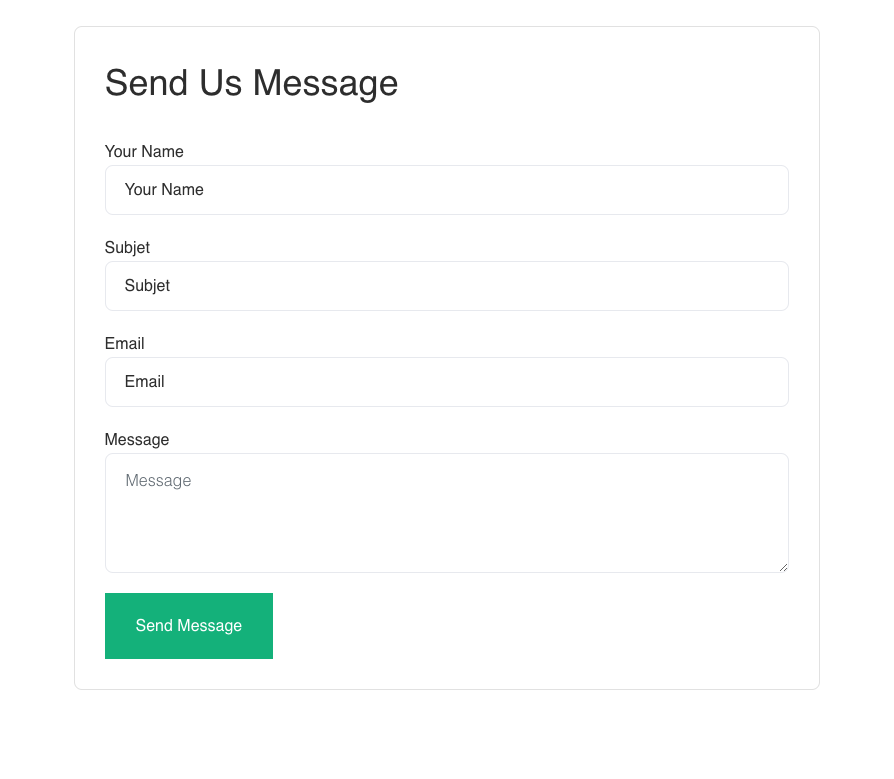 Send Us Message
Your Name
Your Name
Subjet
Subjet
Email
Email
Message
Message
Send Message